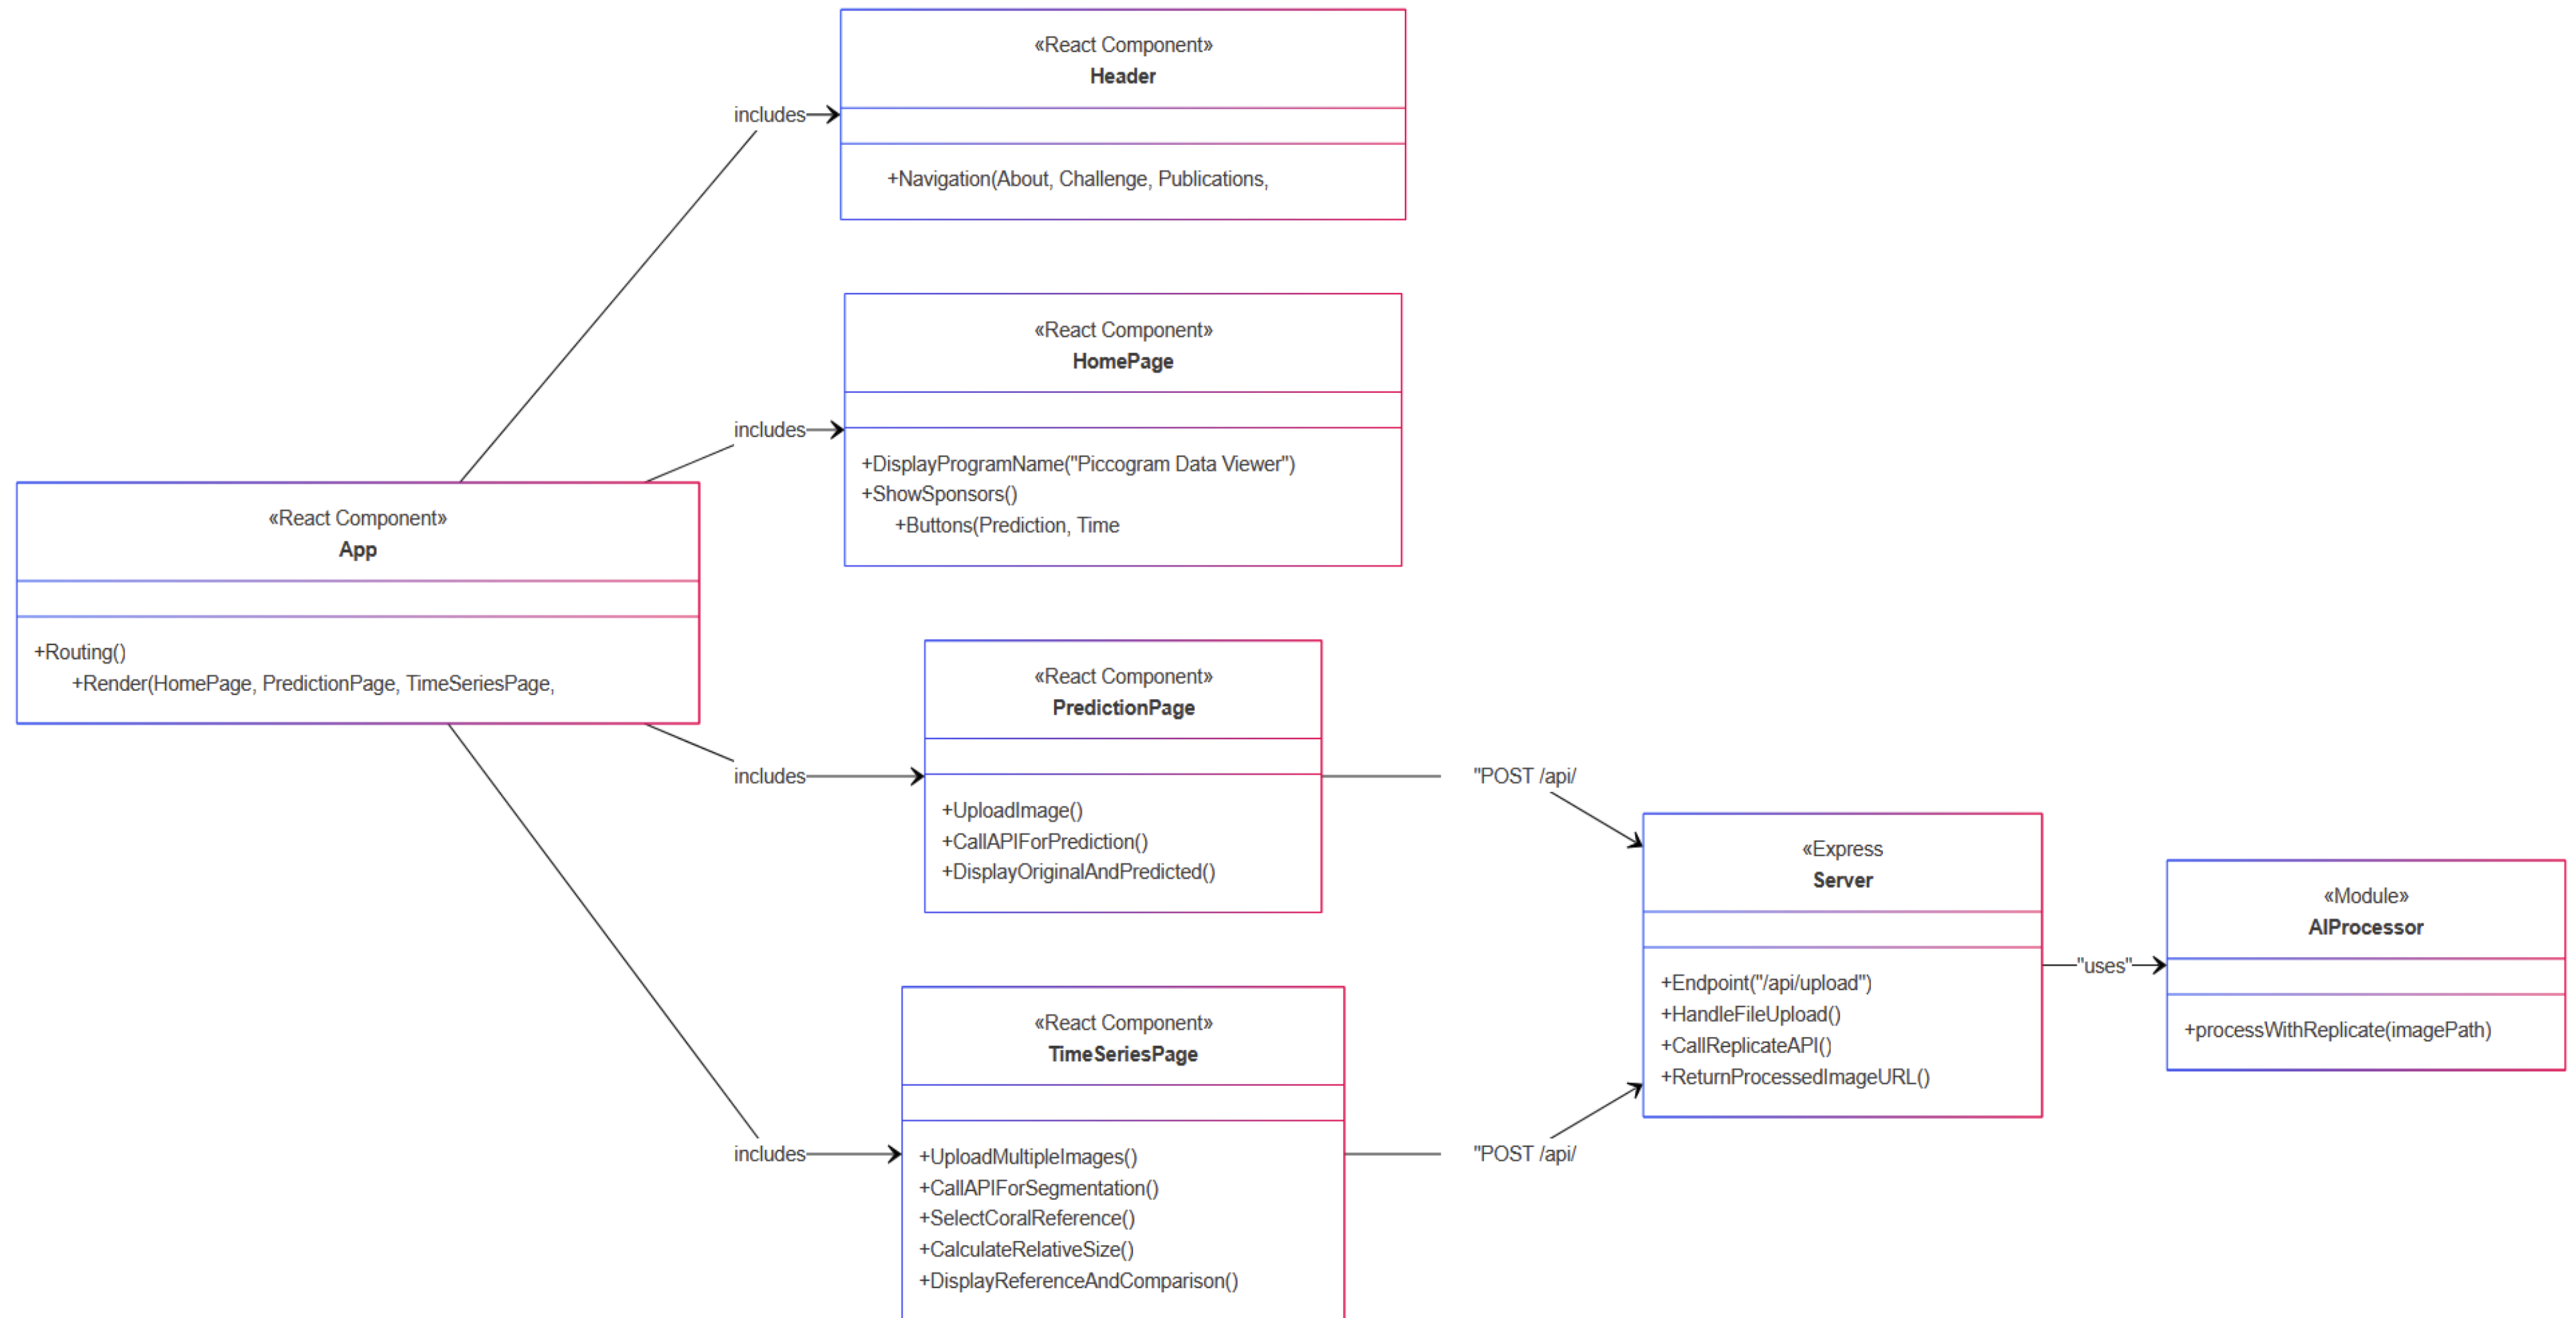 «React Component»
Header
+Navigation(About, Challenge, Publications,
includes
«React Component»
HomePage
+DisplayProgramName("Piccogram Data Viewer")
+ShowSponsors()
+Buttons(Prediction, Time
includes
«React Component»
App
+Routing()
+Render(HomePage, PredictionPage, TimeSeriesPage,
includes
«React Component»
PredictionPage
+UploadImage()
+CallAPIForPrediction()
+DisplayOriginalAndPredicted()
"POST /api/
includes
«React Component»
TimeSeriesPage
+UploadMultipleImages()
+CallAPIForSegmentation()
+SelectCoralReference()
+CalculateRelativeSize()
+DisplayReferenceAndComparison()
"POST /api/
«Express
Server
+Endpoint("/api/upload")
+HandleFileUpload()
+CallReplicateAPI()
+ReturnProcessedImageURL()
"uses"
«Module»
AIProcessor
+processWithReplicate(imagePath)